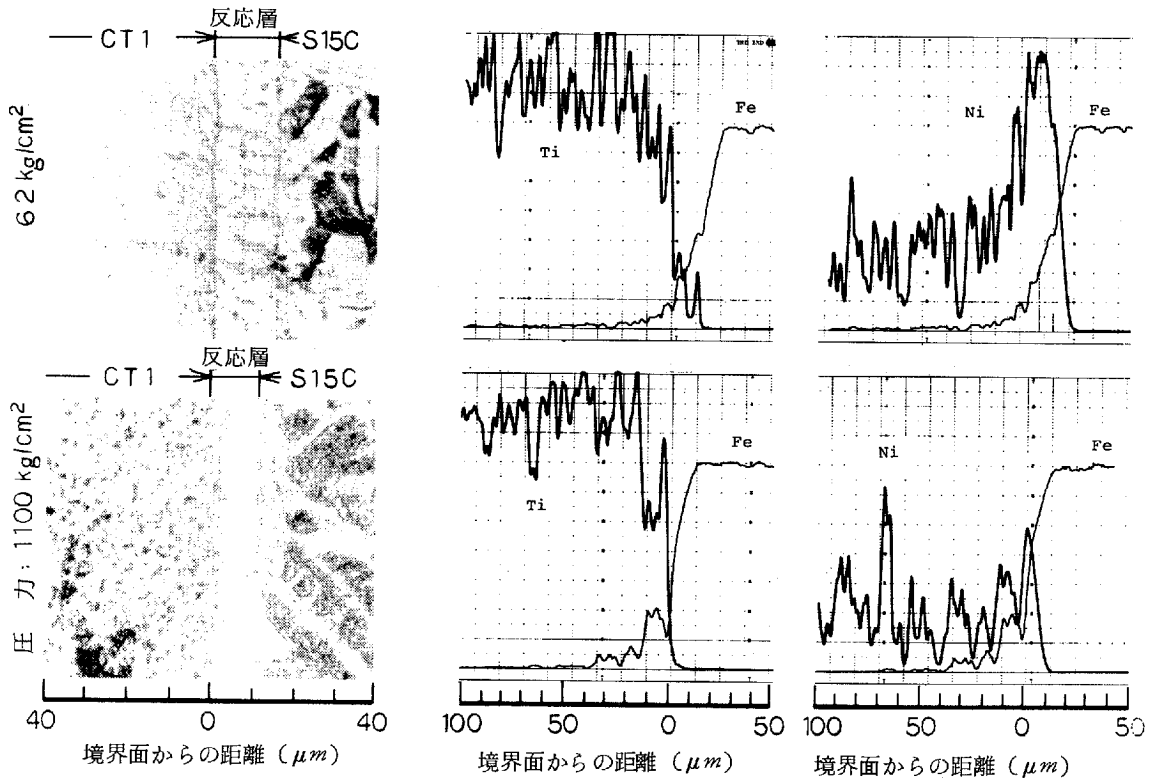 反応層
CT1
S15C
62 kg/cm²
Ti
Fe
Ni
Fe
反応層
CT1
S15C
圧力：1100 kg/cm²
Ti
Fe
Ni
Fe
40 0 40
境界面からの距離（μm）
100 50 0 50
境界面からの距離（μm）
100 50 0 50
境界面からの距離（μm）